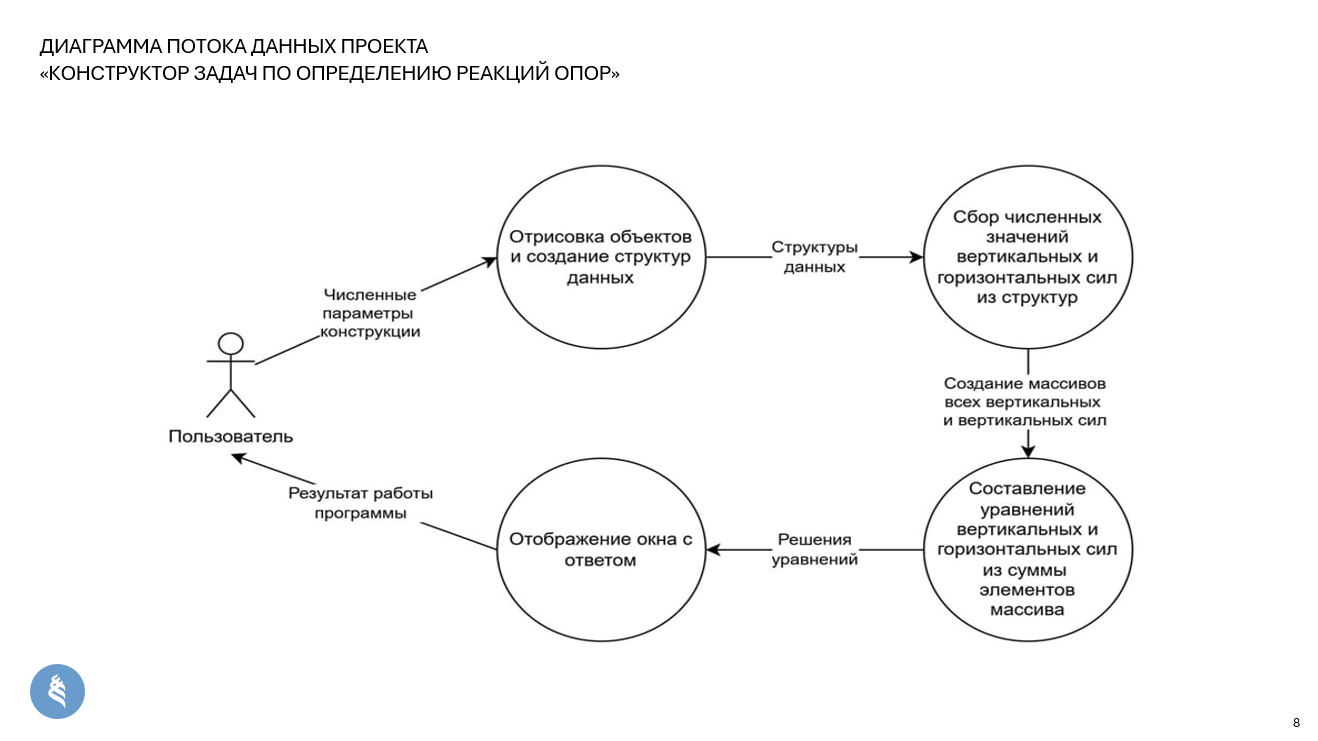 ДИАГРАММА ПОТОКА ДАННЫХ ПРОЕКТА
«КОНСТРУКТОР ЗАДАЧ ПО ОПРЕДЕЛЕНИЮ РЕАКЦИЙ ОПОР»
Отрисовка объектов
и создание структур
данных
Структуры
данных
Сбор численных
значений
вертикальных и
горизонтальных сил
из структур
Численные
параметры
конструкции
Пользователь
Создание массивов
всех вертикальных
и вертикальных сил
Результат работы
программы
Отображение окна с
ответом
Решения
уравнений
Составление
уравнений
вертикальных и
горизонтальных сил
из суммы
элементов
массива
8